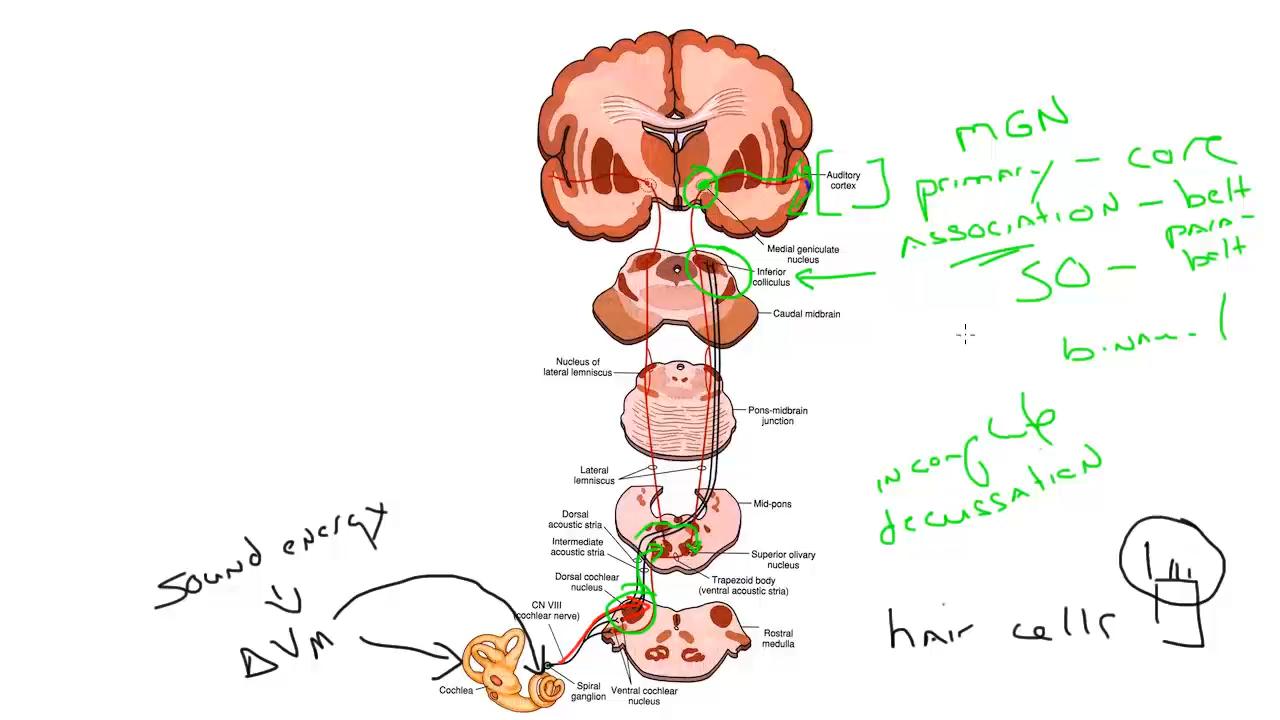 MGN
primary - core
ASSOCIATION - belt
para-
belt
SO -
Auditory
cortex
Medial geniculate
nucleus
Inferior
colliculus
Caudal midbrain
Nucleus of
lateral lemniscus
Pons-midbrain
junction
Lateral
lemniscus
Mid-pons
Dorsal
acoustic stria
Intermediate
acoustic stria
Superior olivary
nucleus
Trapezoid body
(ventral acoustic stria)
Dorsal cochlear
nucleus
CN VIII
(cochlear nerve)
Rostral
medulla
Cochlea
Spiral
ganglion
Ventral cochlear
nucleus
decussation
Sound energy
ΔVM
hair cells